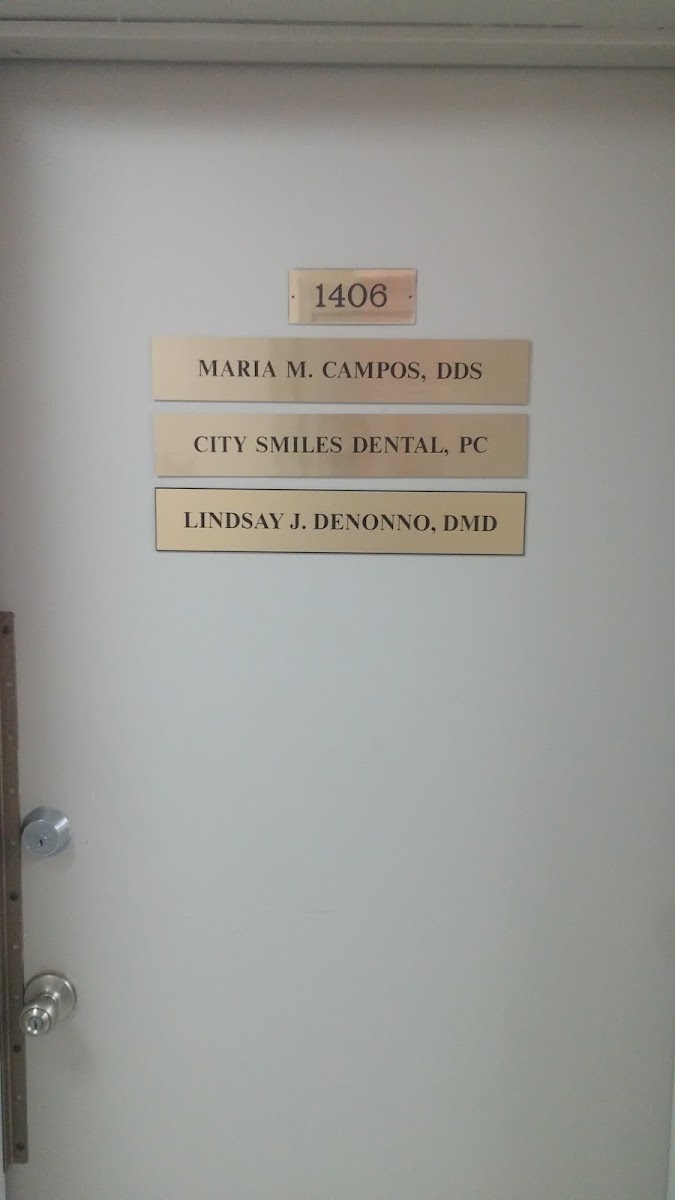 1406
MARIA M. CAMPOS, DDS
CITY SMILES DENTAL, PC
LINDSAY J. DENONNO, DMD